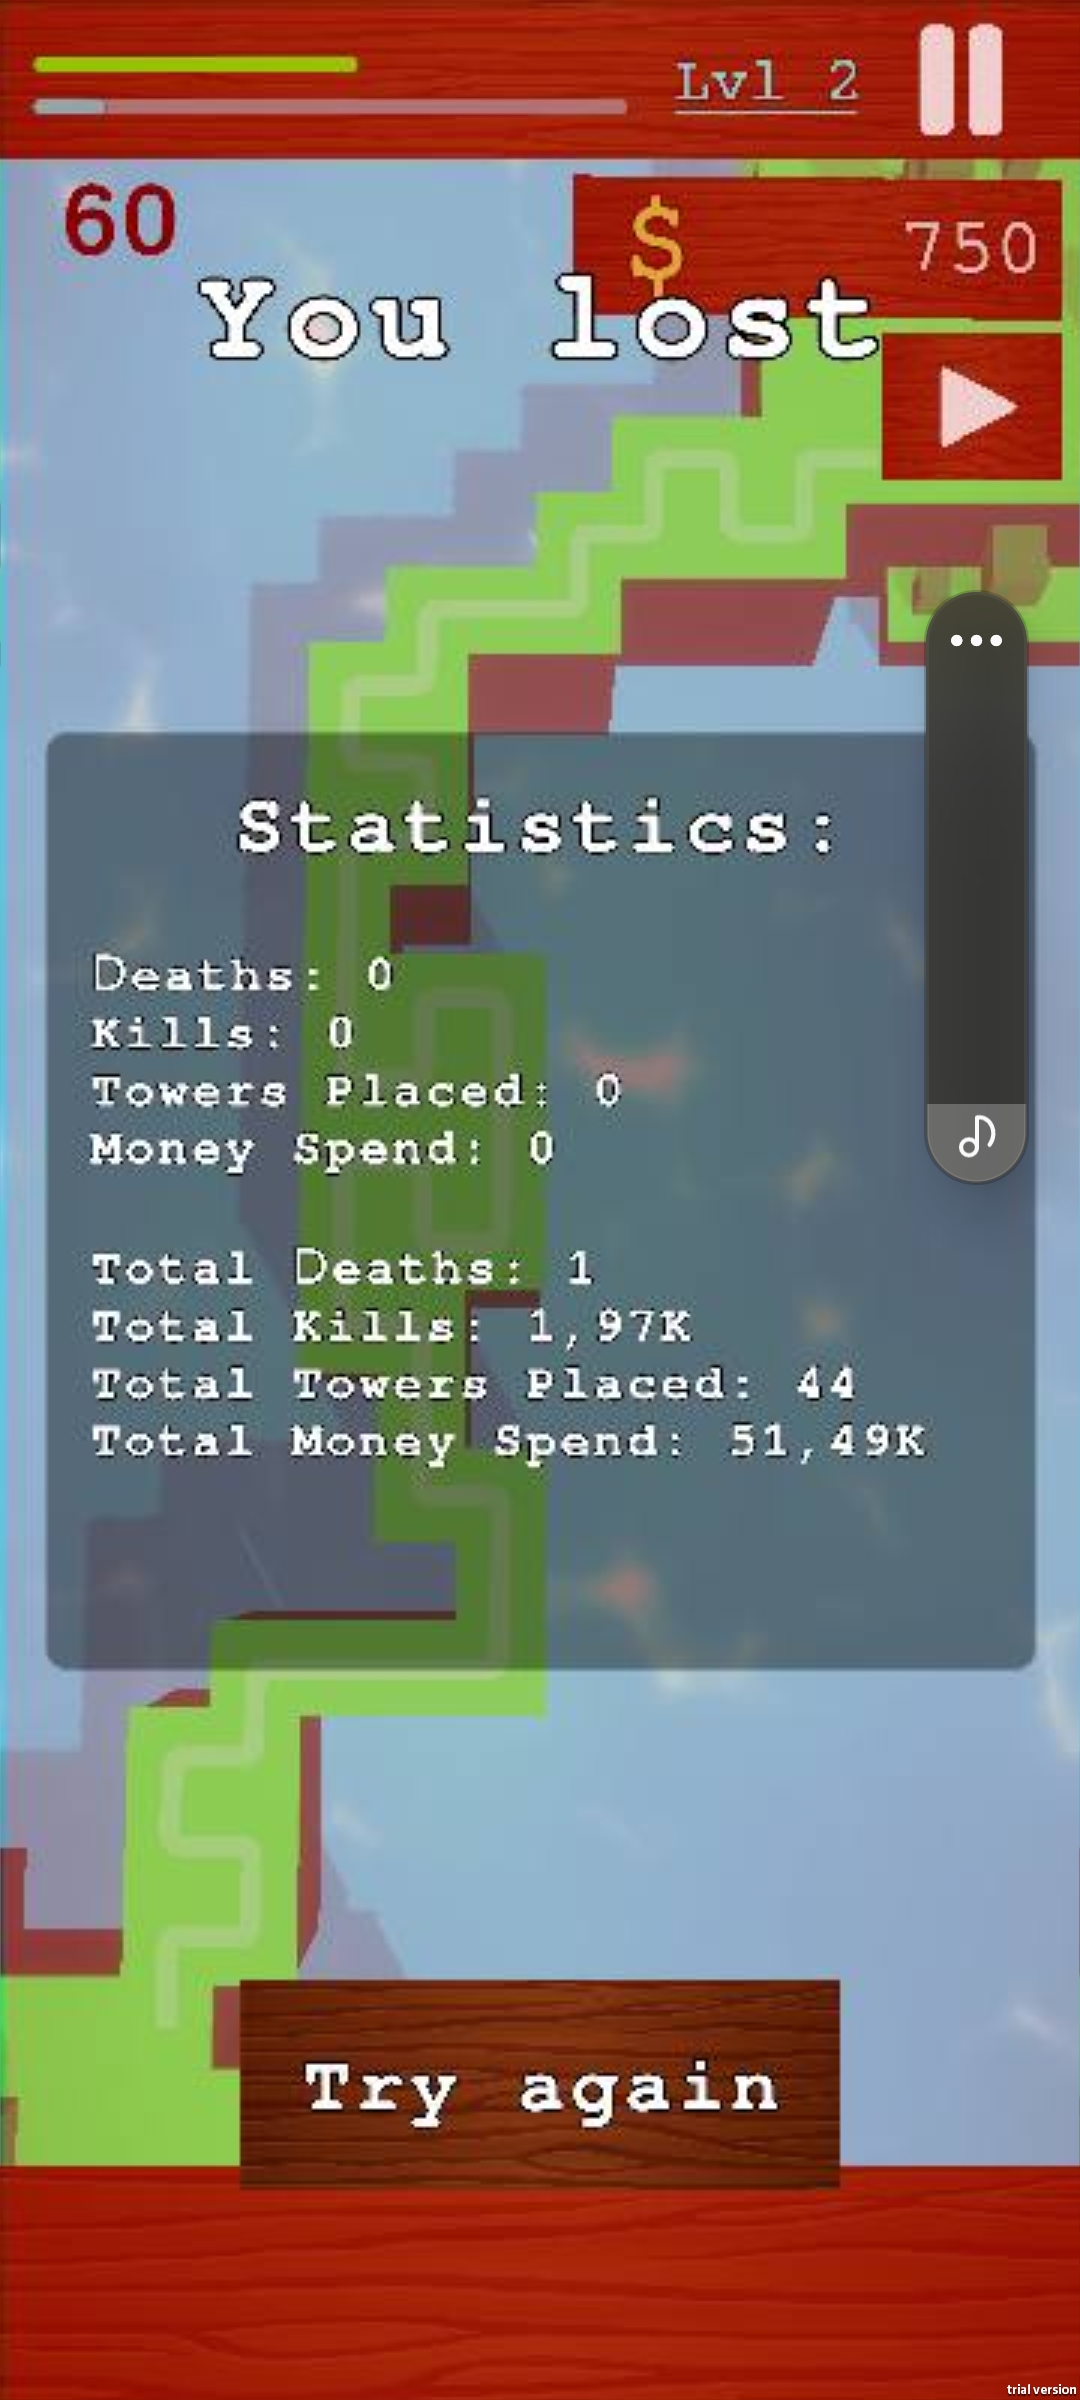 Lvl 2
60
$ 750
You lost
Statistics:
Deaths: 0
Kills: 0
Towers Placed: 0
Money Spend: 0
Total Deaths: 1
Total Kills: 1,97K
Total Towers Placed: 44
Total Money Spend: 51,49K
Try again
trial version